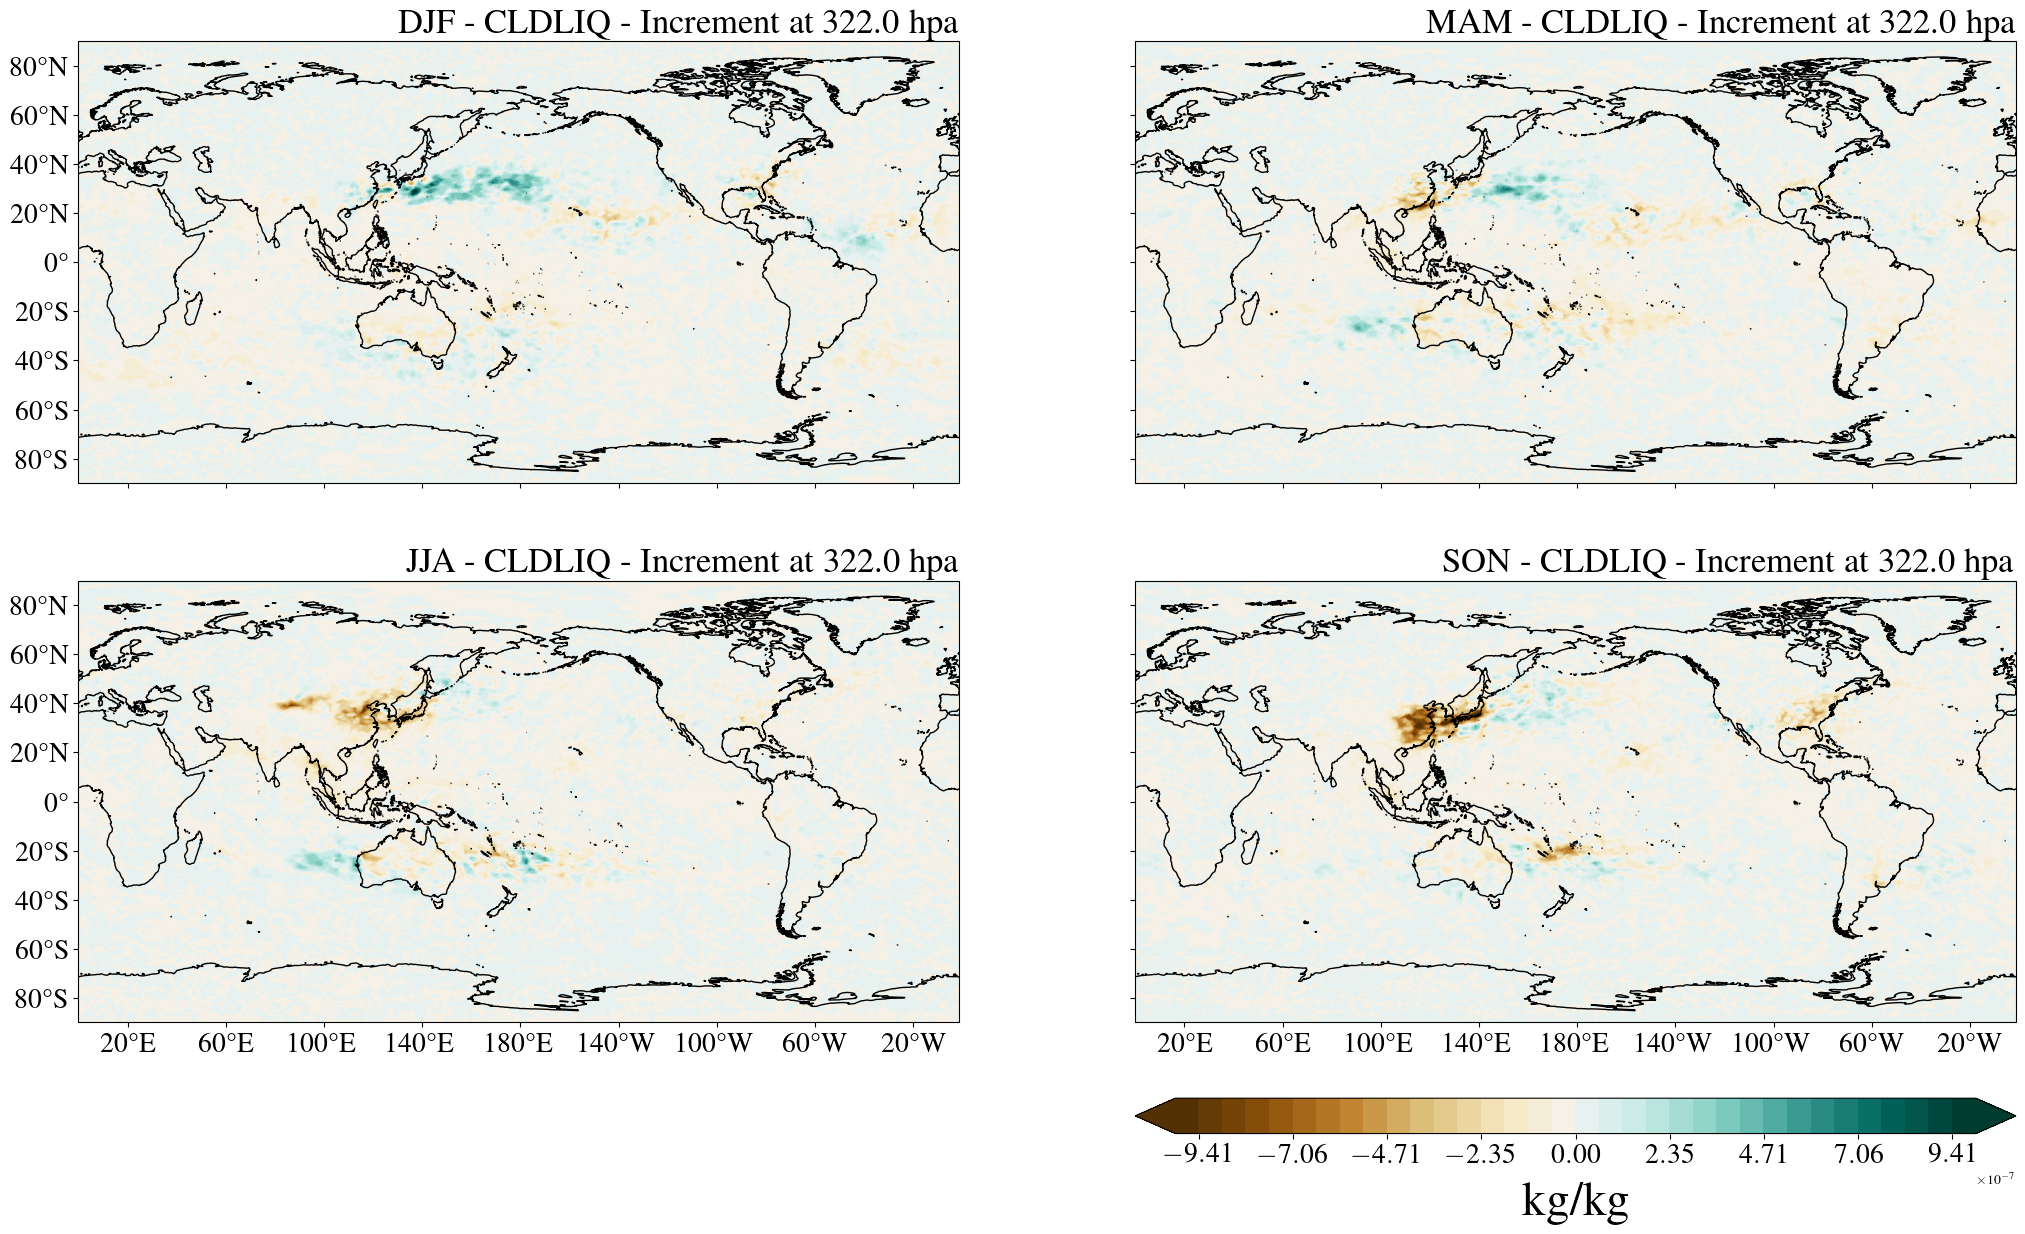 DJF - CLDLIQ - Increment at 322.0 hpa
MAM - CLDLIQ - Increment at 322.0 hpa
80°N
60°N
40°N
20°N
0°
20°S
40°S
60°S
80°S
JJA - CLDLIQ - Increment at 322.0 hpa
SON - CLDLIQ - Increment at 322.0 hpa
80°N
60°N
40°N
20°N
0°
20°S
40°S
60°S
80°S
20°E 60°E 100°E 140°E 180°E 140°W 100°W 60°W 20°W
20°E 60°E 100°E 140°E 180°E 140°W 100°W 60°W 20°W
−9.41 −7.06 −4.71 −2.35 0.00 2.35 4.71 7.06 9.41
×10⁻⁷
kg/kg